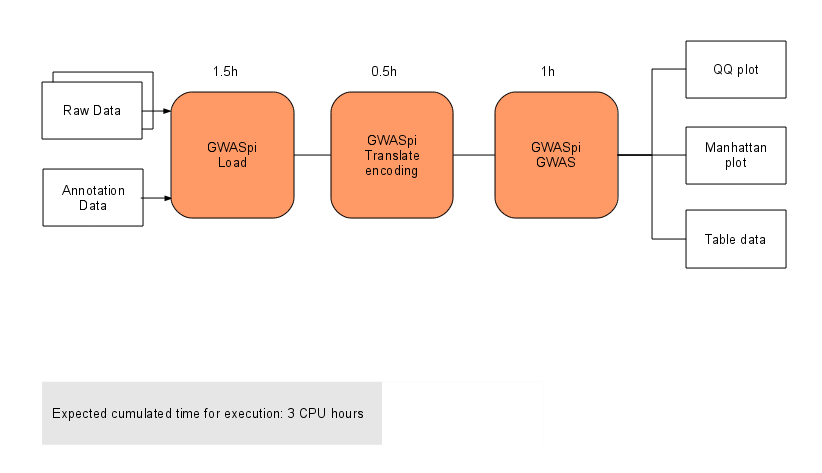 1.5h
0.5h
1h
QQ plot
Raw Data
GWASpi
Load
GWASpi
Translate
encoding
GWASpi
GWAS
Manhattan
plot
Annotation
Data
Table data
Expected cumulated time for execution: 3 CPU hours